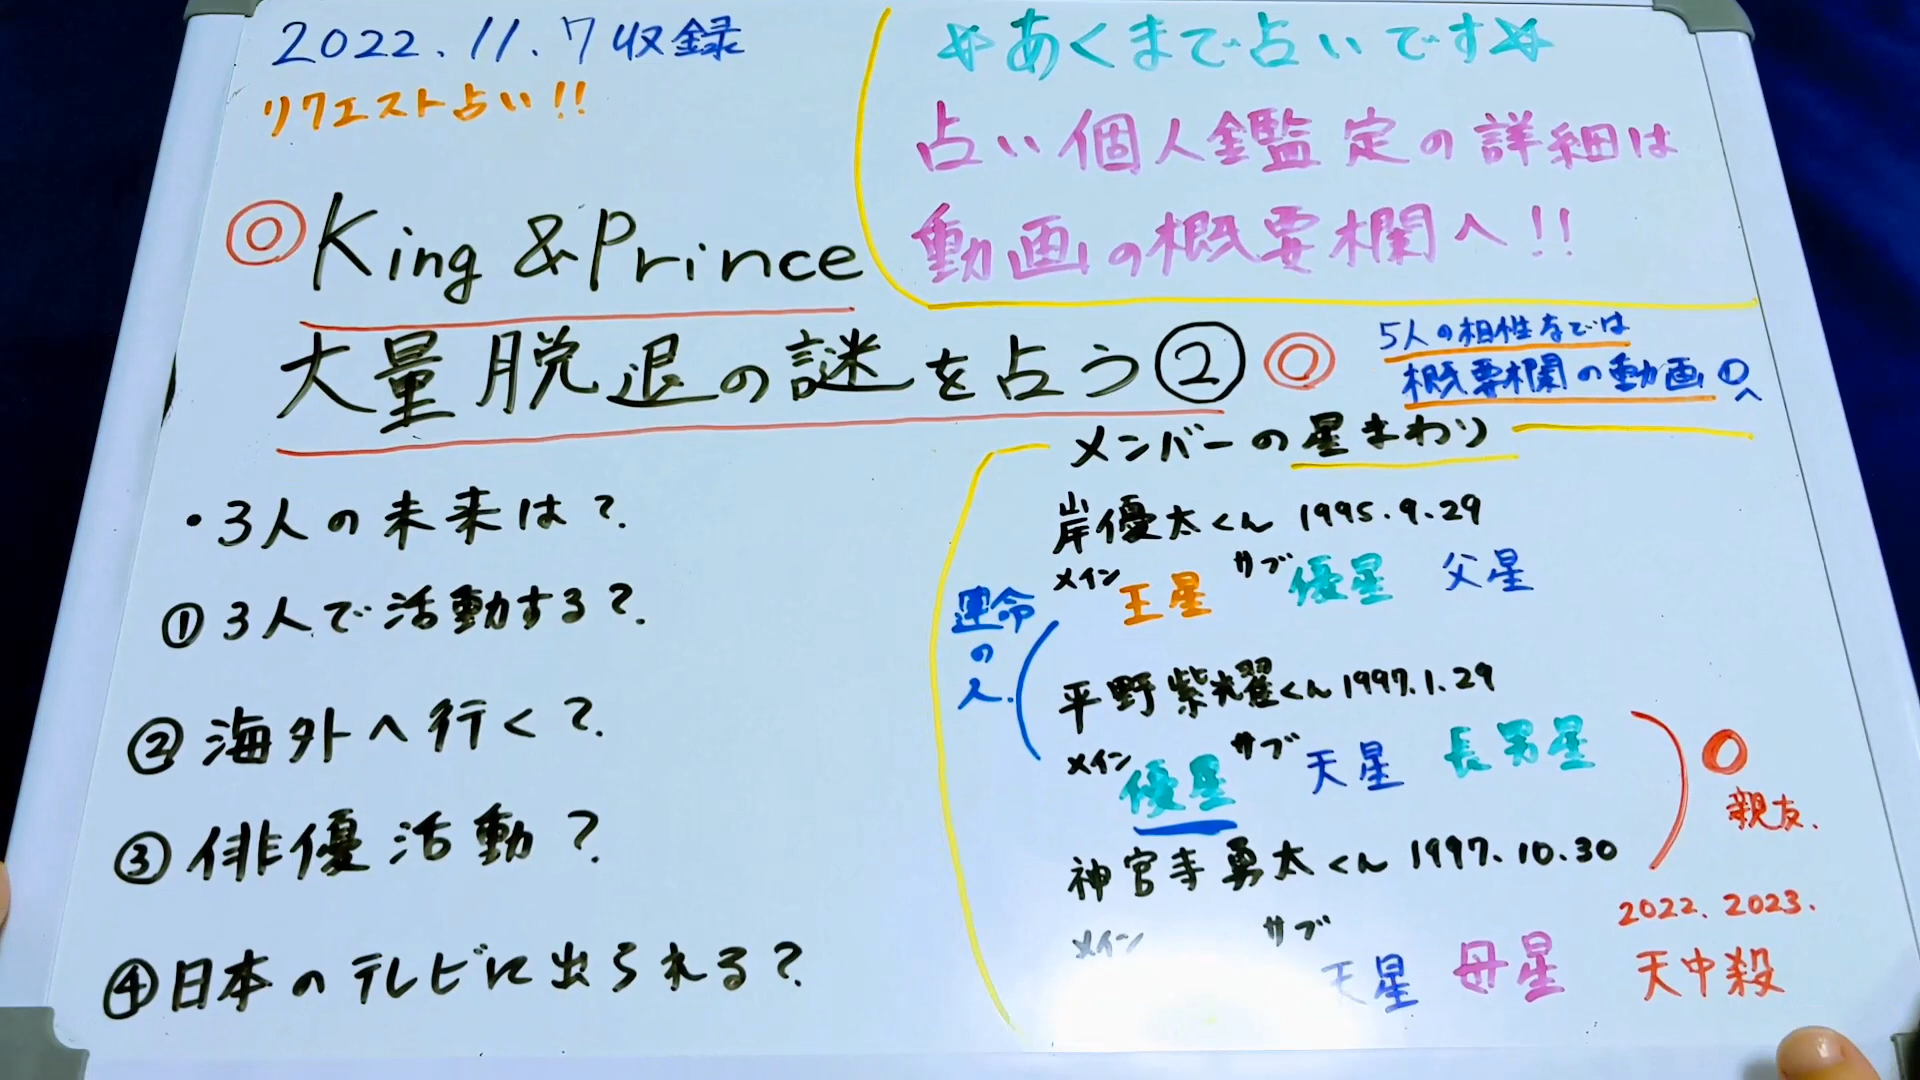 2022.11.7収録
リクエスト占い!!
☆あくまで占いです☆
占い個人鑑定の詳細は
動画の概要欄へ!!
◎King &Prince
大量脱退の謎を占う②◎
5人の相性などは
概要欄の動画①へ
・3人の未来は?
①3人で活動する?
②海外へ行く?
③俳優活動?
④日本のテレビに出られる?
メンバーの星まわり
岸優太くん 1995.9.29
メイン 王星 サブ 優星 父星
運命
の
人.
平野紫耀くん 1997.1.29
メイン 優星 サブ 天星 長男星
○
親友.
神宮寺勇太くん 1997.10.30
2022.2023.
メイン サブ 天星 母星 天中殺